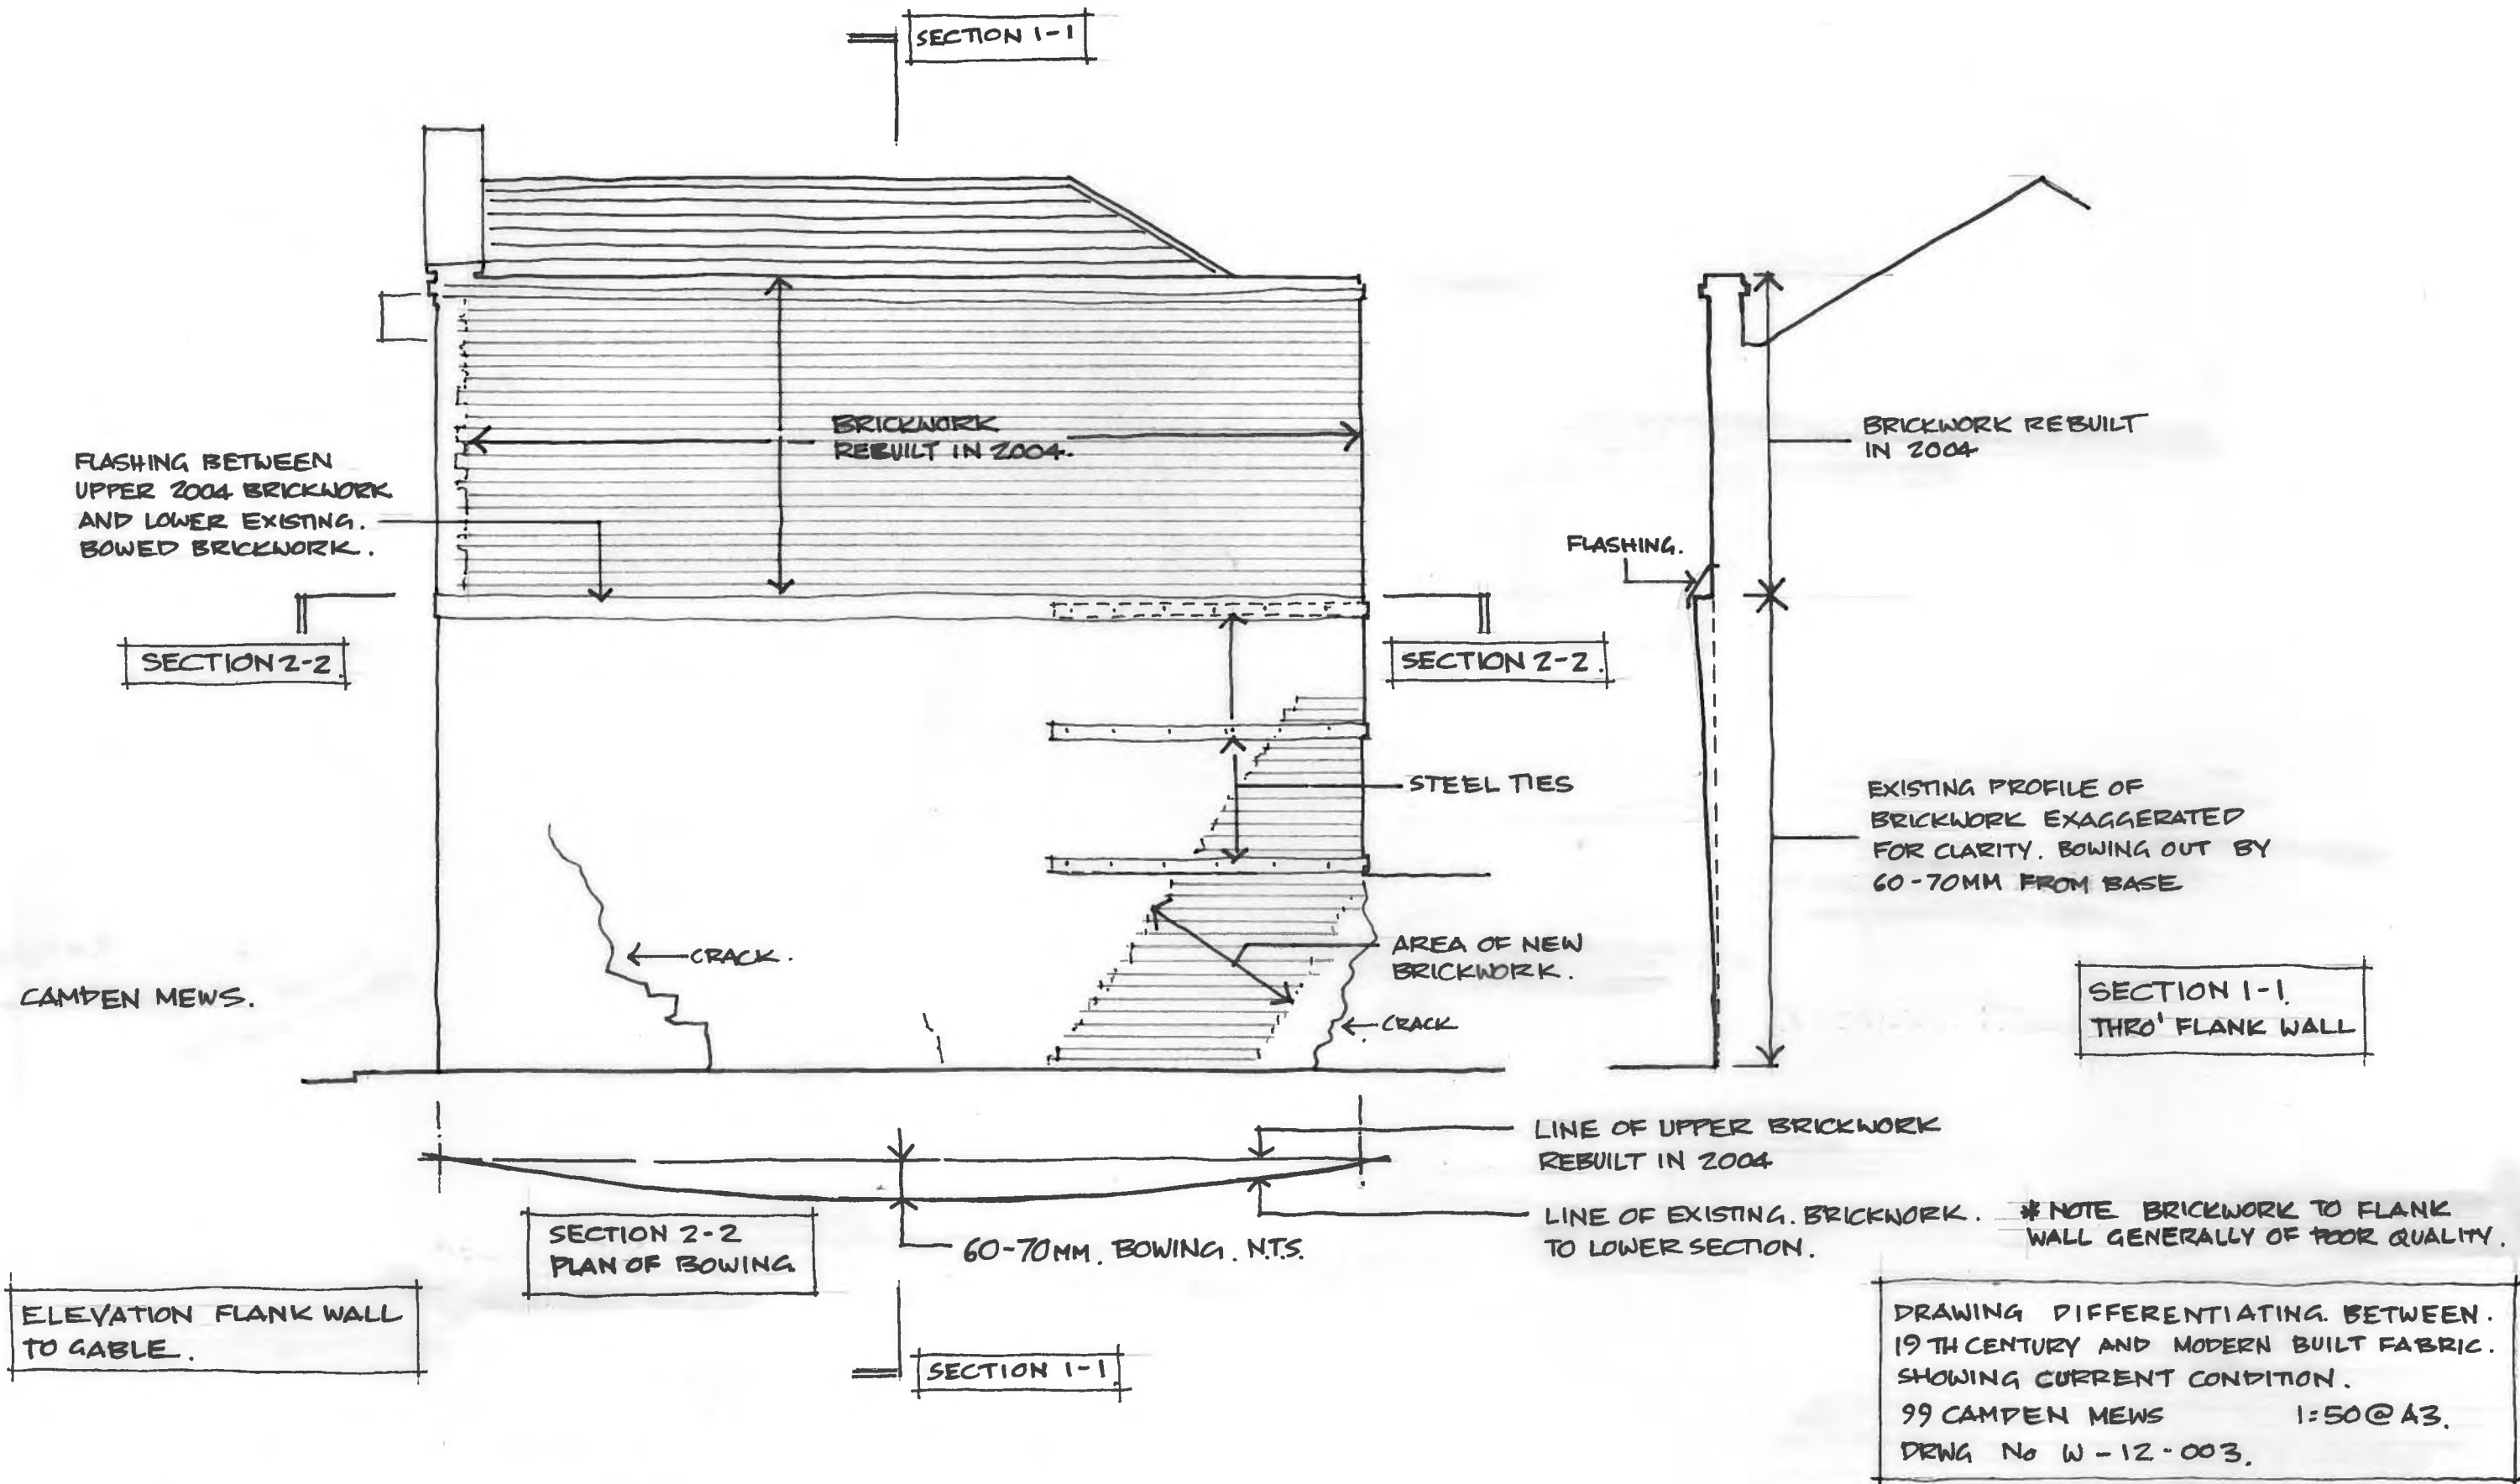 SECTION 1-1
BRICKWORK
REBUILT IN 2004.
FLASHING BETWEEN
UPPER 2004 BRICKWORK
AND LOWER EXISTING.
BOWED BRICKWORK.
BRICKWORK REBUILT
IN 2004
FLASHING.
SECTION 2-2
SECTION 2-2.
STEEL TIES
EXISTING PROFILE OF
BRICKWORK EXAGGERATED
FOR CLARITY. BOWING OUT BY
60-70MM FROM BASE
CRACK.
AREA OF NEW
BRICKWORK.
CAMDEN MEWS.
CRACK
SECTION 1-1.
THRO' FLANK WALL
LINE OF UPPER BRICKWORK
REBUILT IN 2004
LINE OF EXISTING. BRICKWORK.
TO LOWER SECTION.
* NOTE BRICKWORK TO FLANK
WALL GENERALLY OF POOR QUALITY.
SECTION 2-2
PLAN OF BOWING
60-70MM. BOWING. N.T.S.
ELEVATION FLANK WALL
TO GABLE.
SECTION 1-1
DRAWING DIFFERENTIATING. BETWEEN.
19TH CENTURY AND MODERN BUILT FABRIC.
SHOWING CURRENT CONDITION.
99 CAMDEN MEWS 1:50@A3.
DRWG No W-12-003.